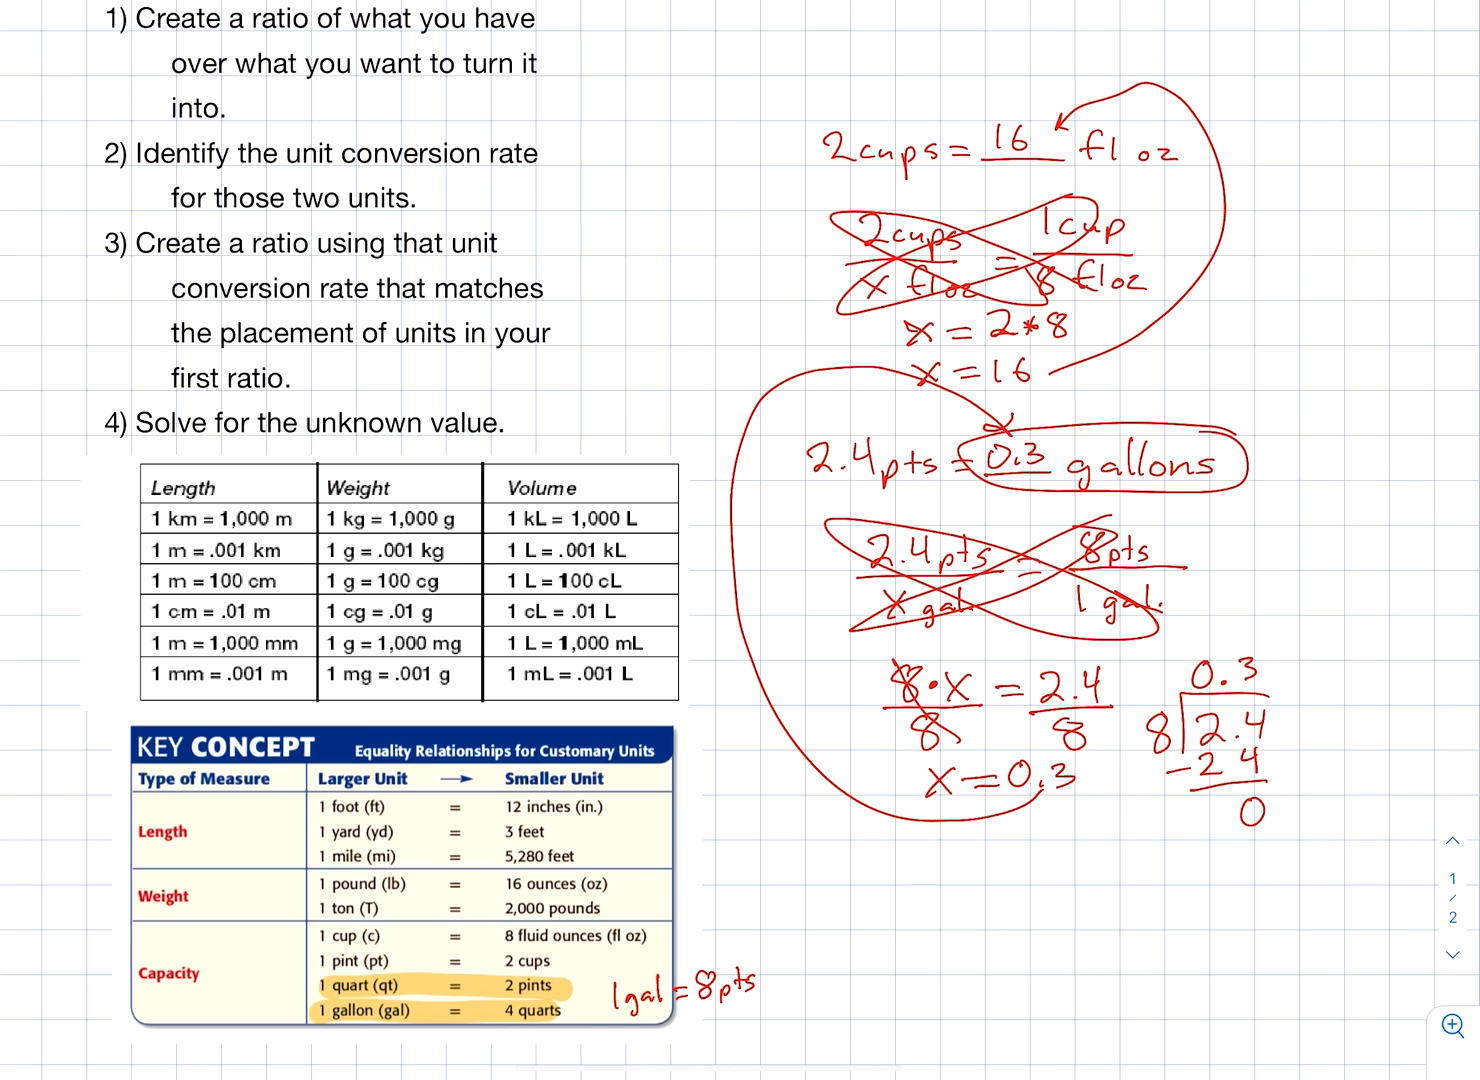 1) Create a ratio of what you have
over what you want to turn it
into.
2) Identify the unit conversion rate
for those two units.
3) Create a ratio using that unit
conversion rate that matches
the placement of units in your
first ratio.
4) Solve for the unknown value.
Length Weight Volume
1 km = 1,000 m 1 kg = 1,000 g 1 kL = 1,000 L
1 m = .001 km 1 g = .001 kg 1 L = .001 kL
1 m = 100 cm 1 g = 100 cg 1 L = 100 cL
1 cm = .01 m 1 cg = .01 g 1 cL = .01 L
1 m = 1,000 mm 1 g = 1,000 mg 1 L = 1,000 mL
1 mm = .001 m 1 mg = .001 g 1 mL = .001 L
KEY CONCEPT Equality Relationships for Customary Units
Type of Measure Larger Unit → Smaller Unit
Length
1 foot (ft) = 12 inches (in.)
1 yard (yd) = 3 feet
1 mile (mi) = 5,280 feet
Weight
1 pound (lb) = 16 ounces (oz)
1 ton (T) = 2,000 pounds
Capacity
1 cup (c) = 8 fluid ounces (fl oz)
1 pint (pt) = 2 cups
1 quart (qt) = 2 pints
1 gallon (gal) = 4 quarts
1gal = 8pts
2cups = 16 fl oz
2cups = 1cup
x fl oz 8 fl oz
x = 2*8
x = 16
2.4pts = 0.3 gallons
2.4pts = 8pts
x gal. 1 gal.
8·x = 2.4
8 8
x = 0.3
0.3
8 2.4
-2 4
0
1
/
2